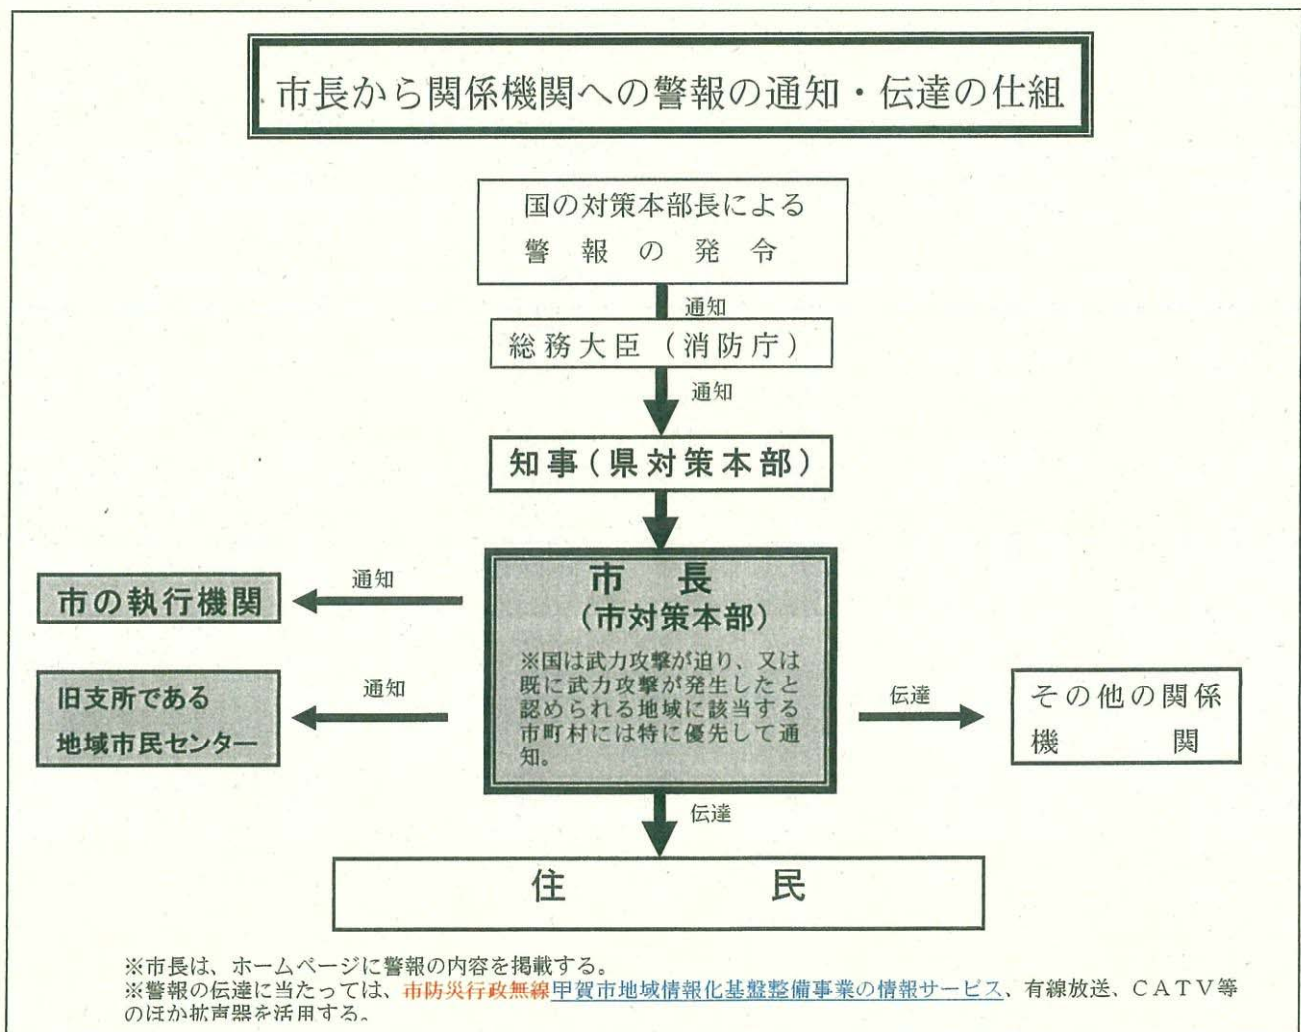 市長から関係機関への警報の通知・伝達の仕組
国の対策本部長による
警報の発令
通知
総務大臣（消防庁）
通知
知事（県対策本部）
市長
（市対策本部）
※国は武力攻撃が迫り、又は
既に武力攻撃が発生したと
認められる地域に該当する
市町村には特に優先して通
知。
通知
市の執行機関
通知
旧支所である
地域市民センター
伝達
その他の関係
機関
伝達
住民
※市長は、ホームページに警報の内容を掲載する。
※警報の伝達に当たっては、市防災行政無線甲賀市地域情報化基盤整備事業の情報サービス、有線放送、ＣＡＴＶ等
のほか拡声器を活用する。